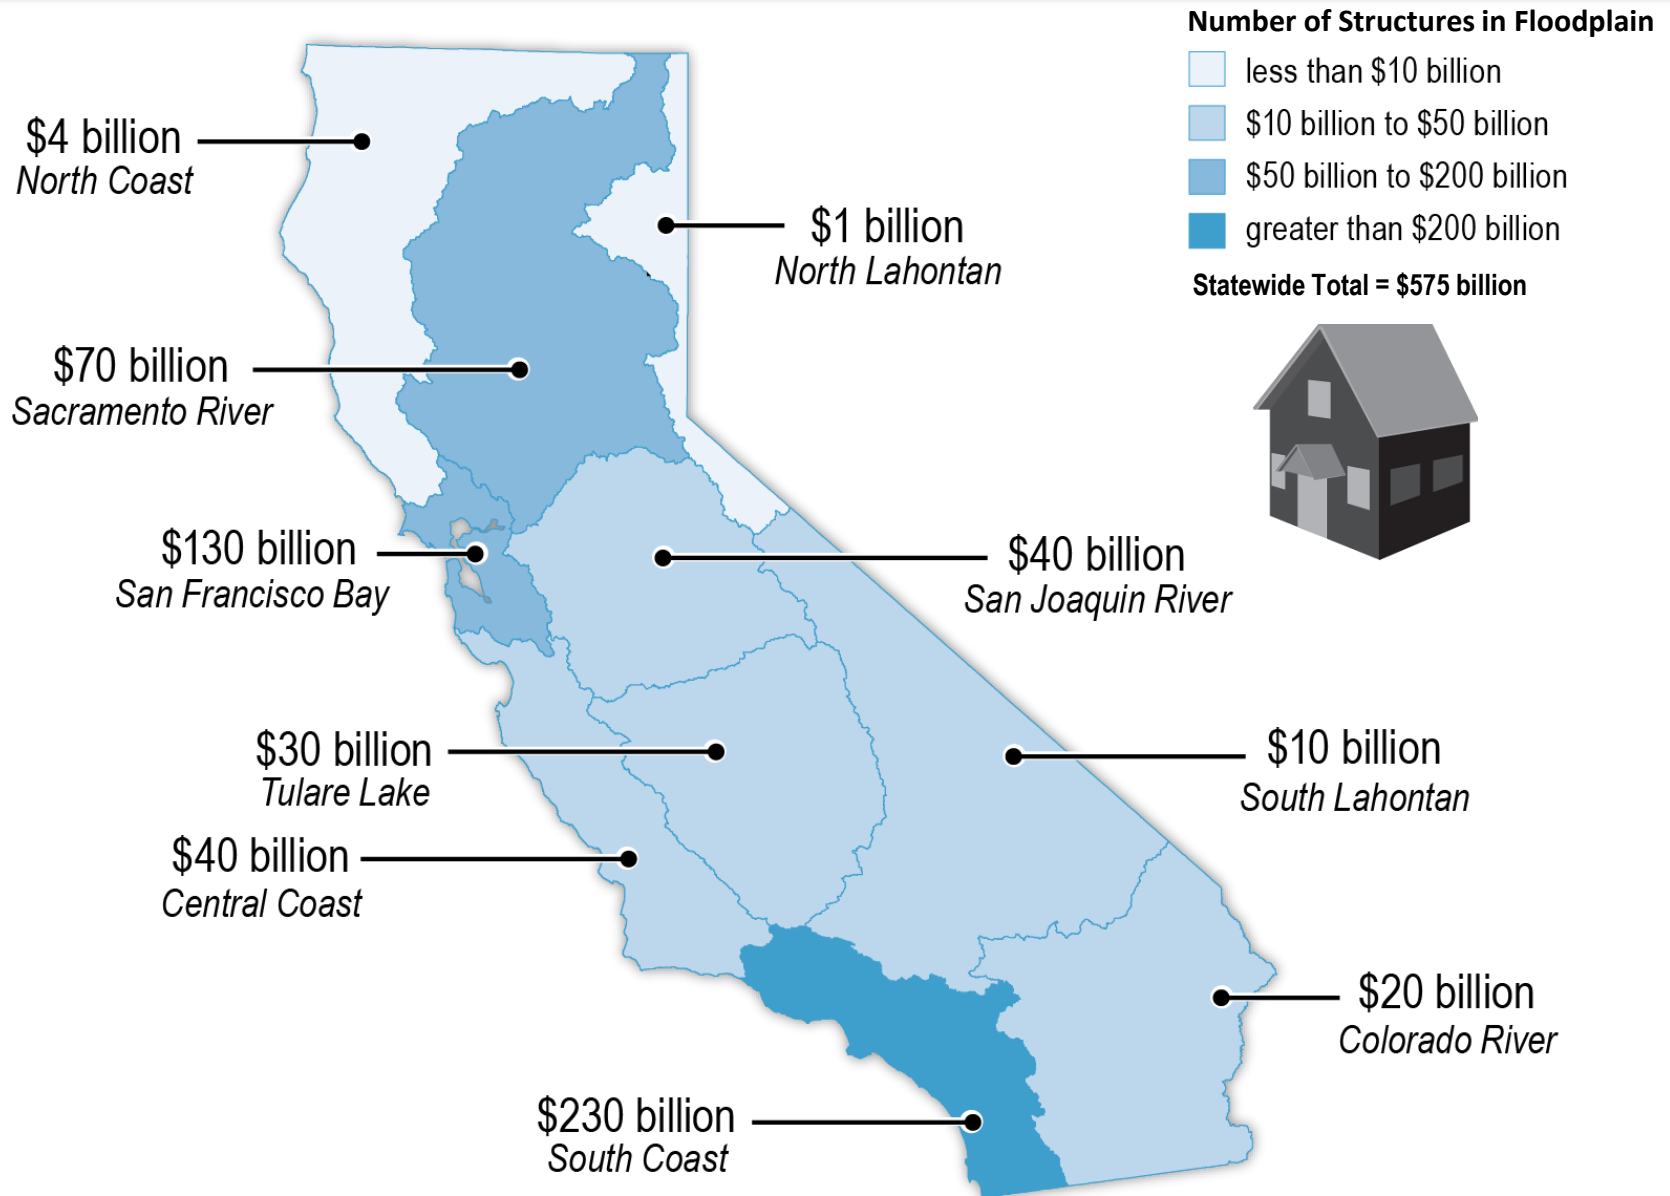 Number of Structures in Floodplain
less than $10 billion
$10 billion to $50 billion
$50 billion to $200 billion
greater than $200 billion
Statewide Total = $575 billion
$4 billion
North Coast
$1 billion
North Lahontan
$70 billion
Sacramento River
$130 billion
San Francisco Bay
$40 billion
San Joaquin River
$30 billion
Tulare Lake
$10 billion
South Lahontan
$40 billion
Central Coast
$20 billion
Colorado River
$230 billion
South Coast